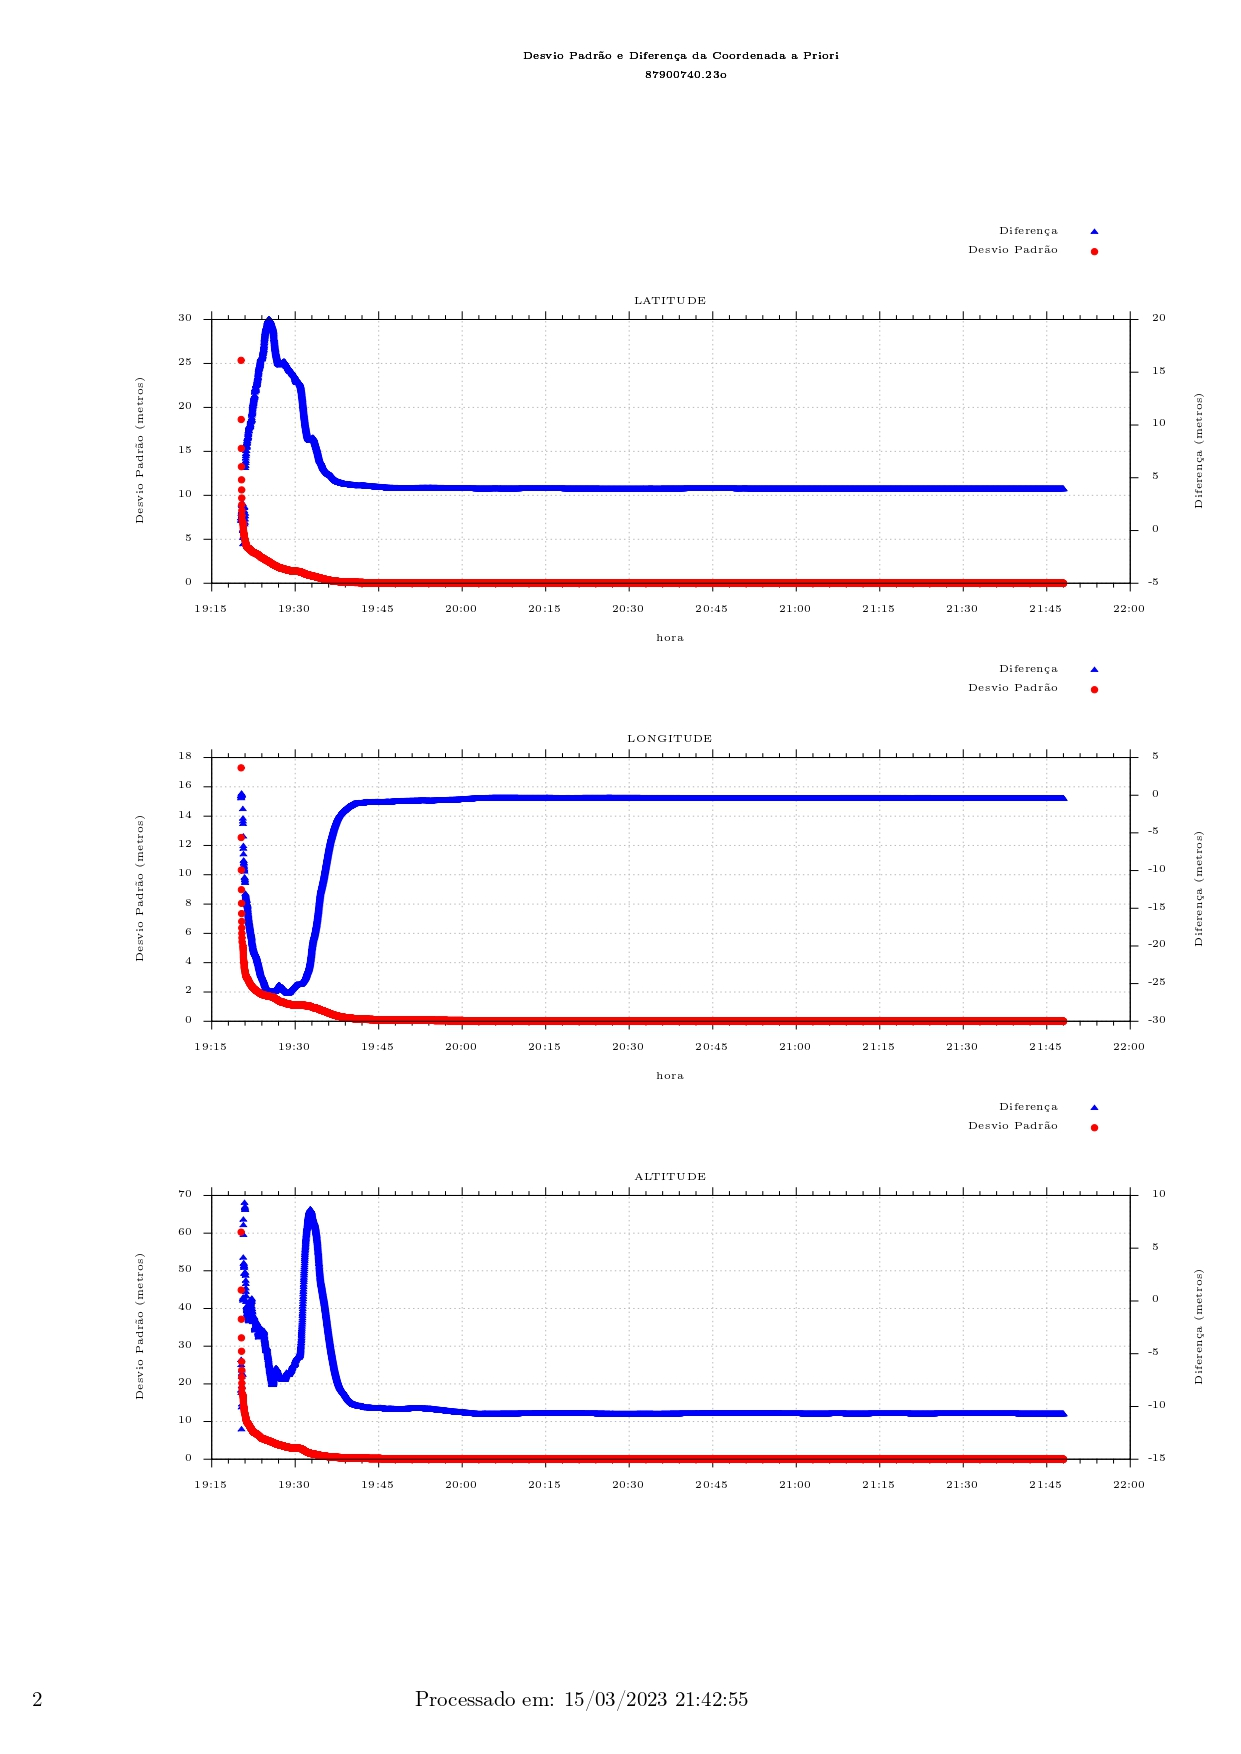 Desvio Padrão e Diferença da Coordenada a Priori
87900740.23o
Diferença
Desvio Padrão
LATITUDE
30
25
20
15
10
5
0
Desvio Padrão (metros)
20
15
10
5
0
-5
Diferença (metros)
19:15 19:30 19:45 20:00 20:15 20:30 20:45 21:00 21:15 21:30 21:45 22:00
hora
Diferença
Desvio Padrão
LONGITUDE
18
16
14
12
10
8
6
4
2
0
Desvio Padrão (metros)
5
0
-5
-10
-15
-20
-25
-30
Diferença (metros)
19:15 19:30 19:45 20:00 20:15 20:30 20:45 21:00 21:15 21:30 21:45 22:00
hora
Diferença
Desvio Padrão
ALTITUDE
70
60
50
40
30
20
10
0
Desvio Padrão (metros)
10
5
0
-5
-10
-15
Diferença (metros)
19:15 19:30 19:45 20:00 20:15 20:30 20:45 21:00 21:15 21:30 21:45 22:00
2 Processado em: 15/03/2023 21:42:55